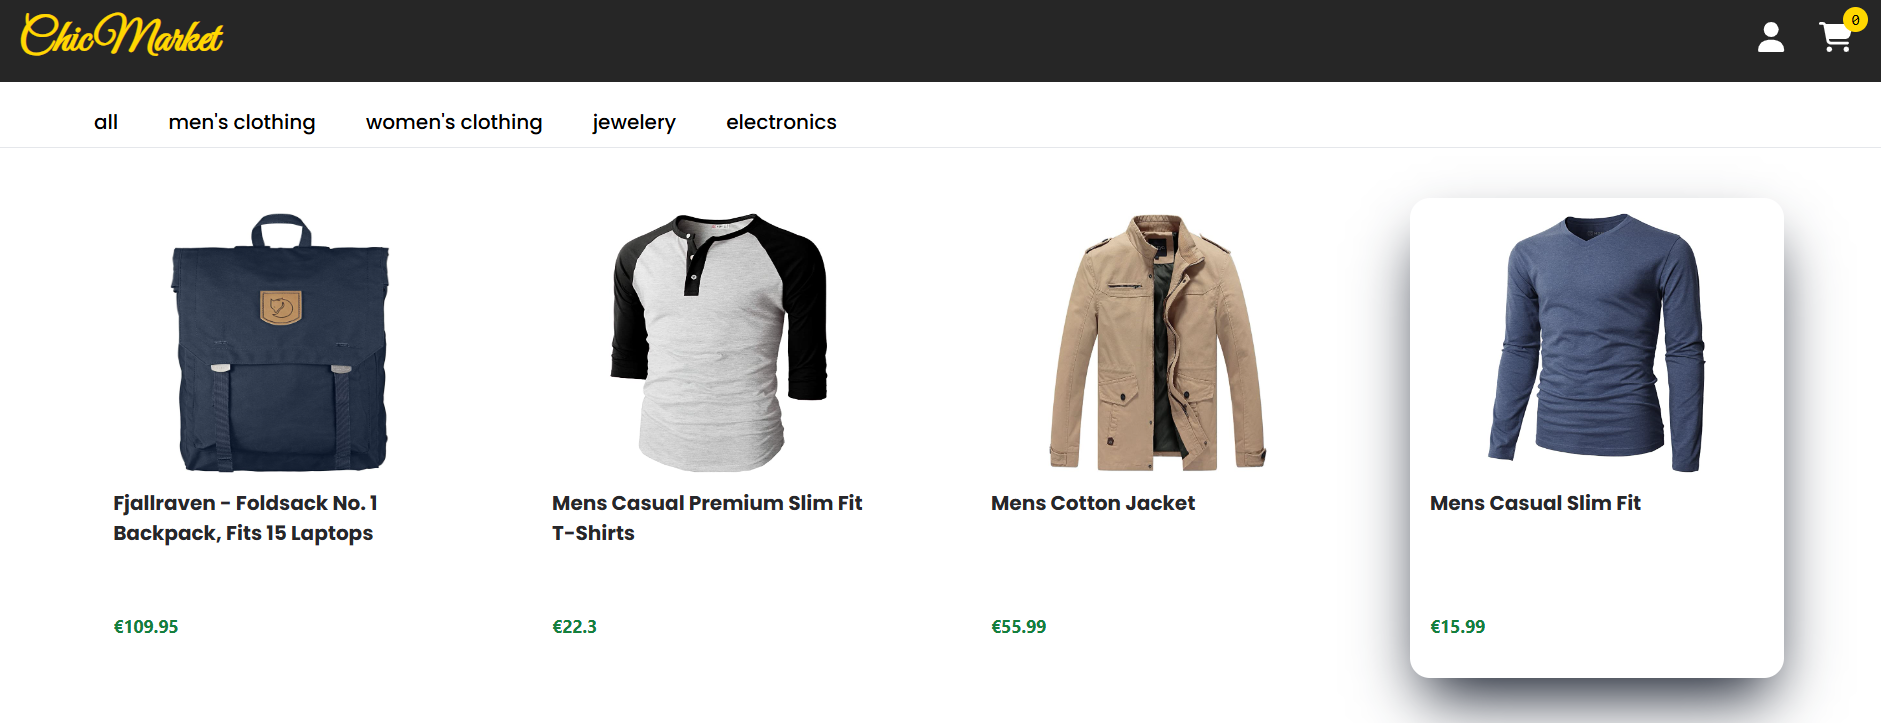 ChicMarket
0
all
men's clothing
women's clothing
jewelery
electronics
Fjallraven - Foldsack No. 1
Backpack, Fits 15 Laptops
€109.95
Mens Casual Premium Slim Fit
T-Shirts
€22.3
Mens Cotton Jacket
€55.99
Mens Casual Slim Fit
€15.99